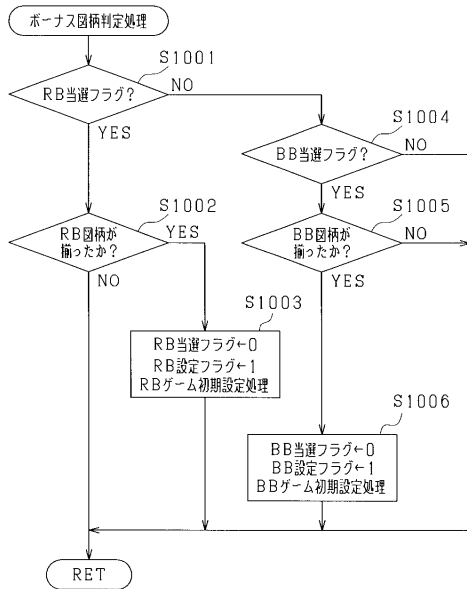 ボーナス図柄判定処理
S1001
RB当選フラグ?
NO
YES
S1004
BB当選フラグ?
NO
YES
S1002
RB図柄が
揃ったか?
YES
NO
S1005
BB図柄が
揃ったか?
NO
YES
S1003
RB当選フラグ←0
RB設定フラグ←1
RBゲーム初期設定処理
S1006
BB当選フラグ←0
BB設定フラグ←1
BBゲーム初期設定処理
RET